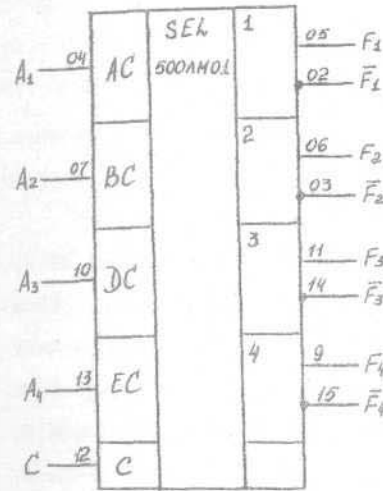 SEL 1
500ЛМ01
A1 04 AC
05 F1
02 F̅1
A2 07 BC
2
06 F2
03 F̅2
A3 10 DC
3
11 F3
14 F̅3
A4 13 EC
4
9 F4
15 F̅4
C 12 C